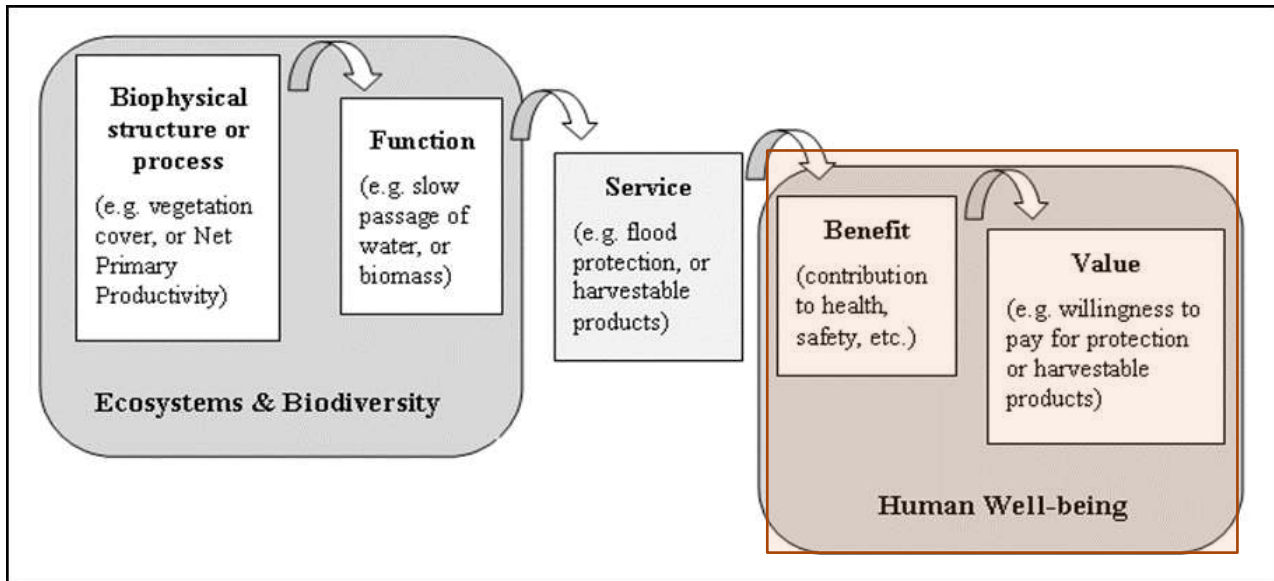 Biophysical
structure or
process
(e.g. vegetation
cover, or Net
Primary
Productivity)
Function
(e.g. slow
passage of
water, or
biomass)
Ecosystems & Biodiversity
Service
(e.g. flood
protection, or
harvestable
products)
Benefit
(contribution
to health,
safety, etc.)
Value
(e.g. willingness to
pay for protection
or harvestable
products)
Human Well-being